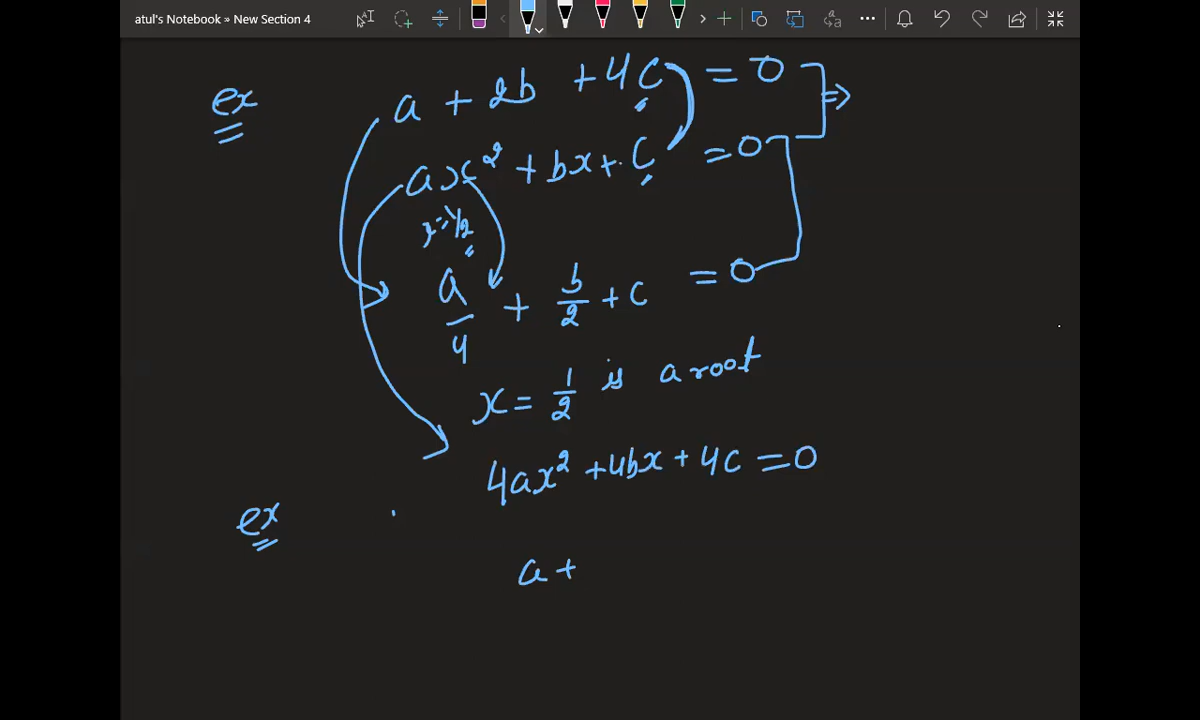 atul's Notebook » New Section 4
ex a + 2b + 4c = 0 ⇒
ax² + bx + c = 0
x = 1/2
a/4 + b/2 + c = 0
x = 1/2 is a root
4ax² + 4bx + 4c = 0
ex
a +